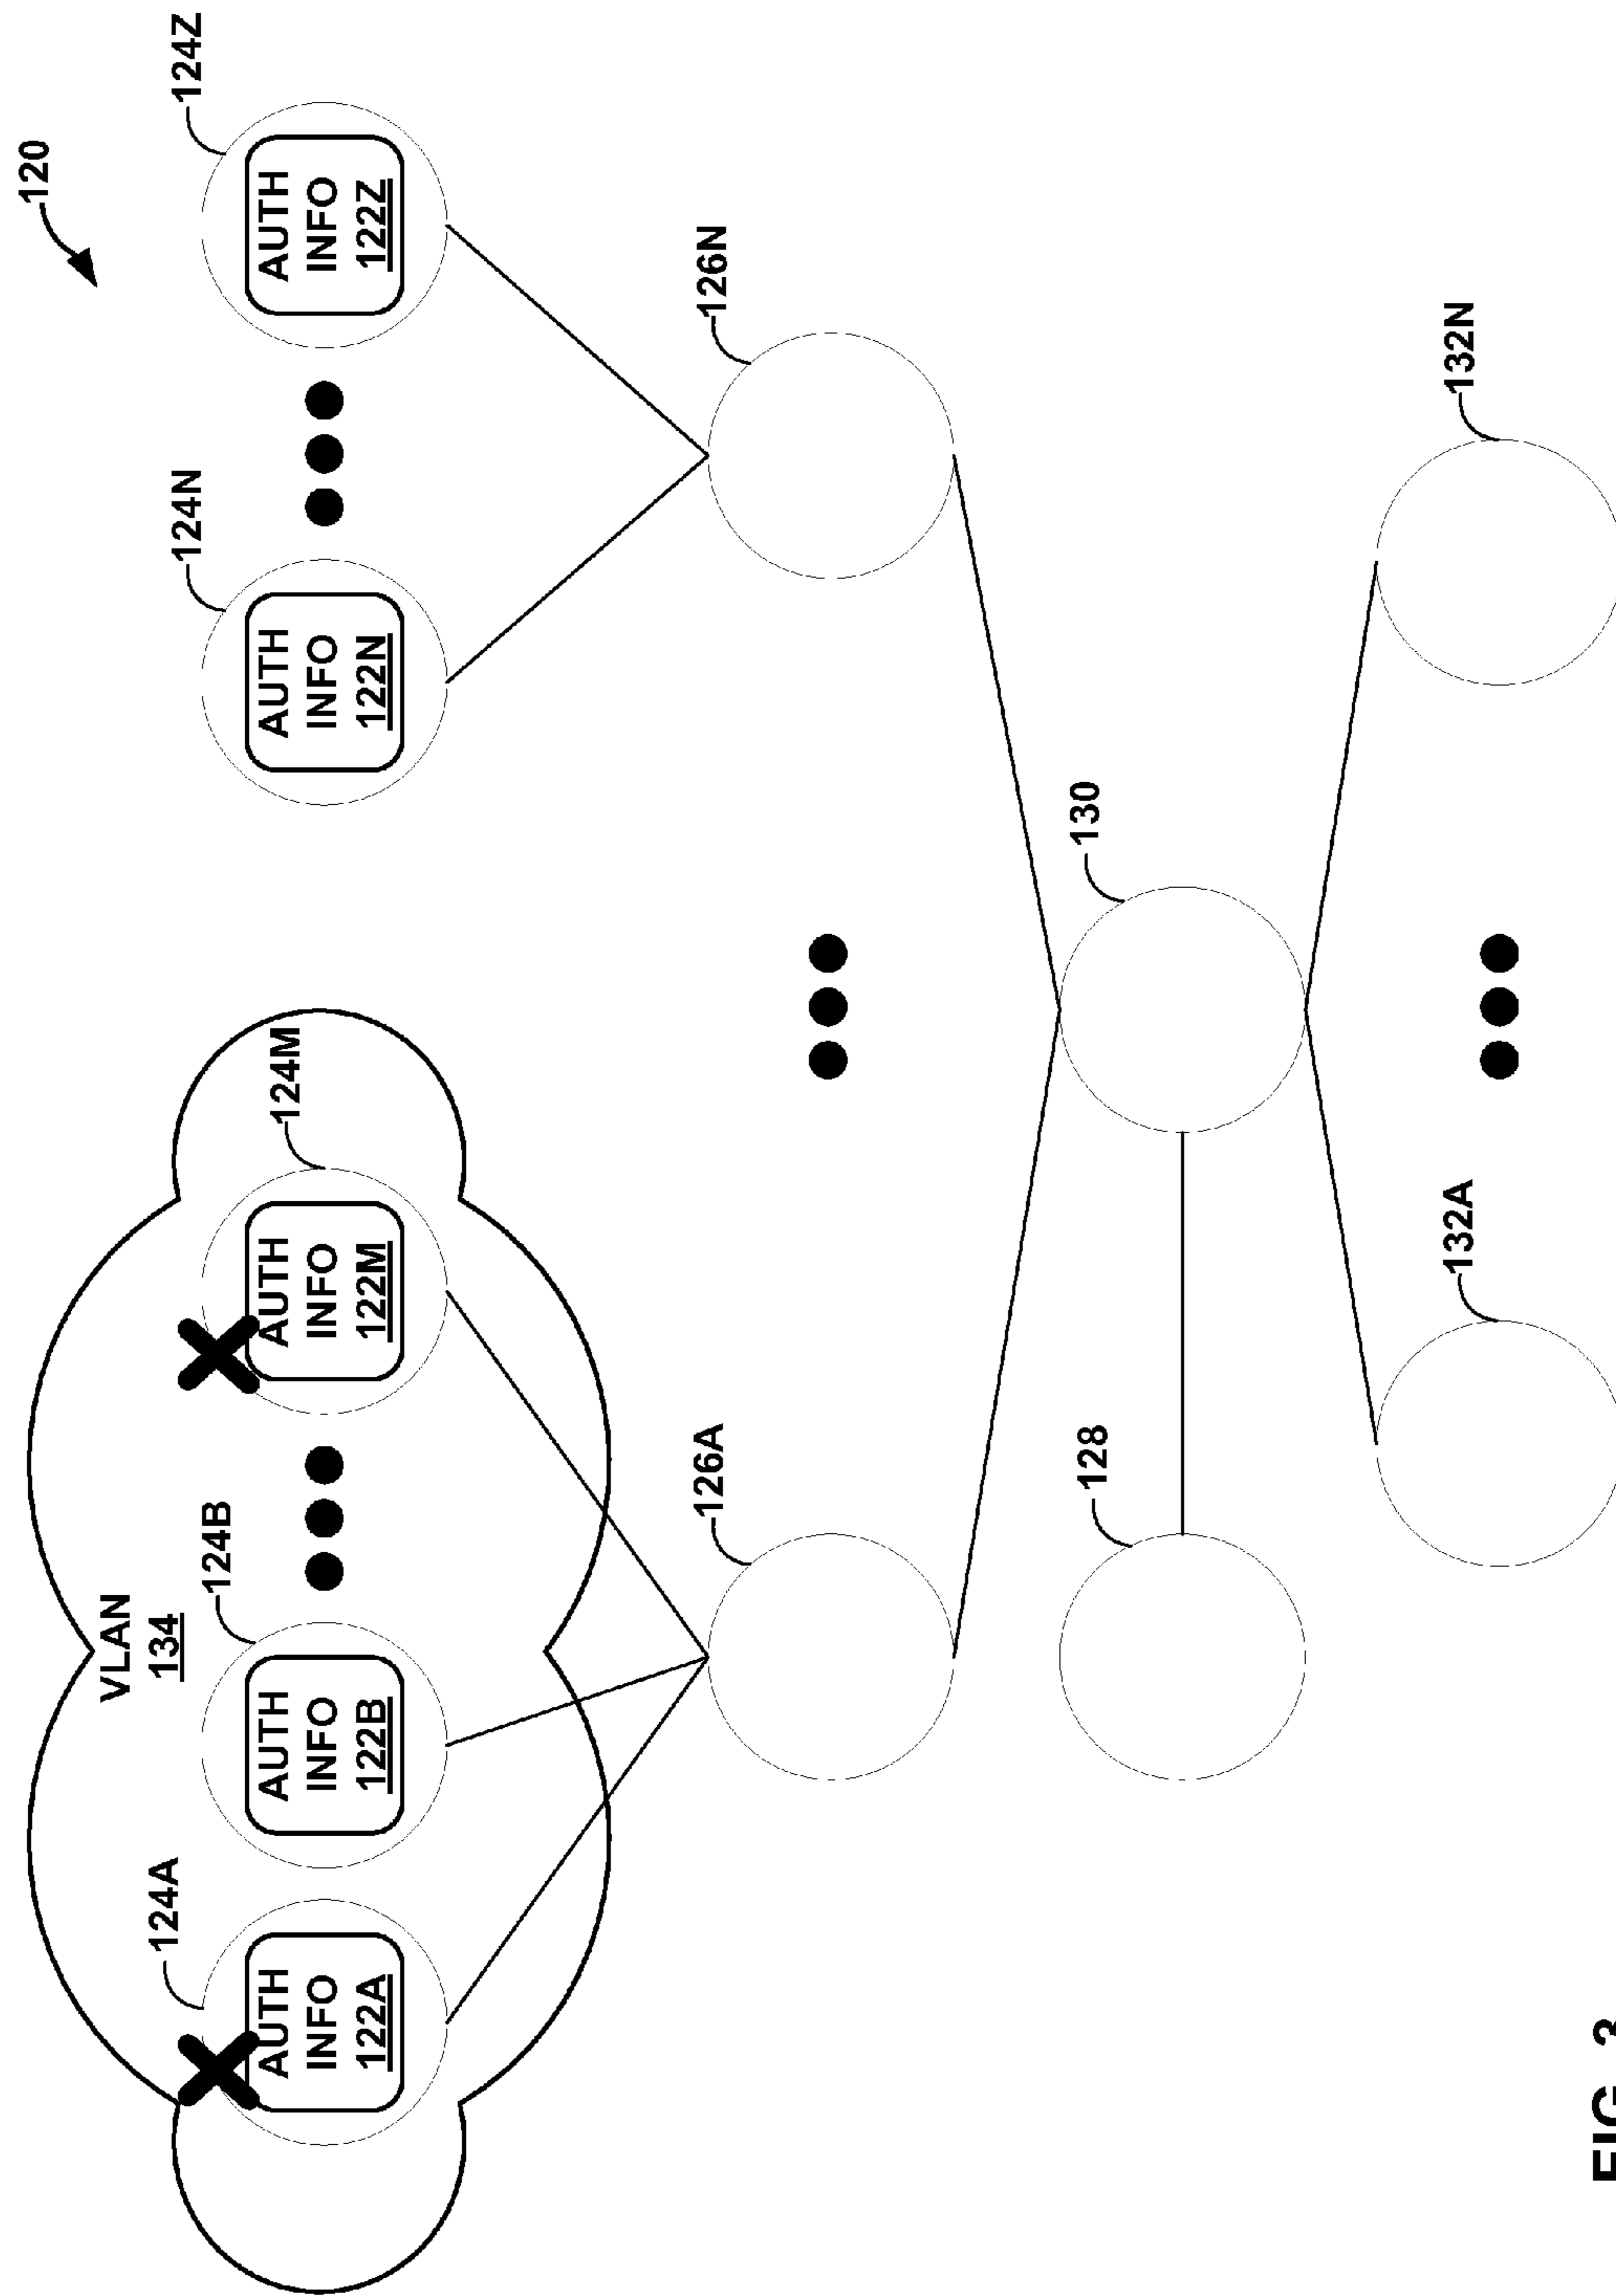 120
VLAN
134
124A
124B
124M
124N
124Z
AUTH
INFO
122A
AUTH
INFO
122B
AUTH
INFO
122M
AUTH
INFO
122N
AUTH
INFO
122Z
126A
126N
128
130
132A
132N
FIG. 3